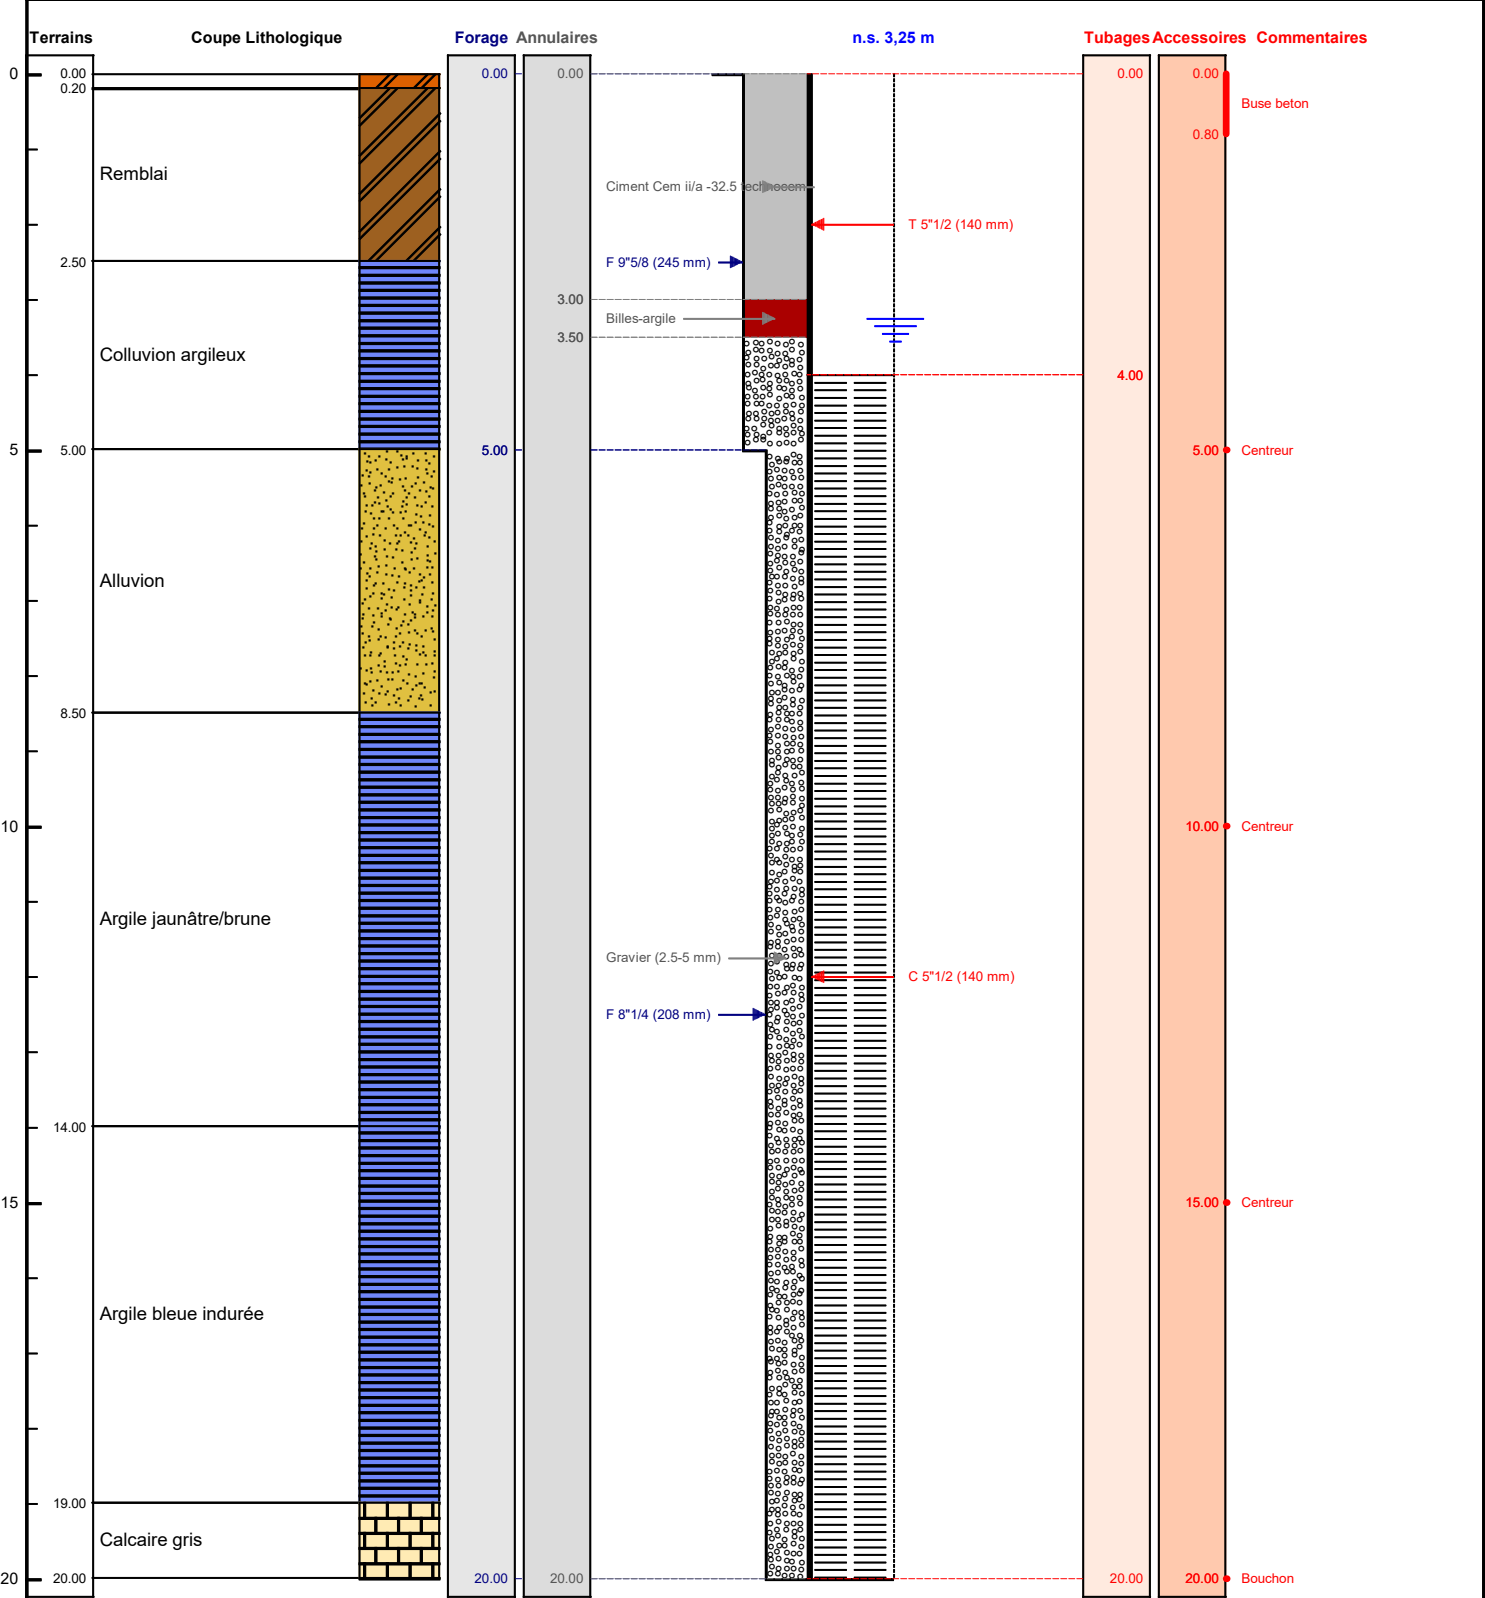 Terrains Coupe Lithologique Forage Annulaires n.s. 3,25 m Tubages Accessoires Commentaires
0 0.00 0.00 0.00 0.00 0.00
0.20
Buse beton
0.80
Remblai
Ciment Cem ii/a -32.5 technocem
T 5"1/2 (140 mm)
2.50 F 9"5/8 (245 mm)
3.00
Billes-argile
3.50
Colluvion argileux
4.00
5 5.00 5.00 5.00 Centreur
Alluvion
8.50
10 10.00 Centreur
Argile jaunâtre/brune
Gravier (2.5-5 mm)
C 5"1/2 (140 mm)
F 8"1/4 (208 mm)
14.00
15 15.00 Centreur
Argile bleue indurée
19.00
Calcaire gris
20 20.00 20.00 20.00 20.00 20.00 Bouchon